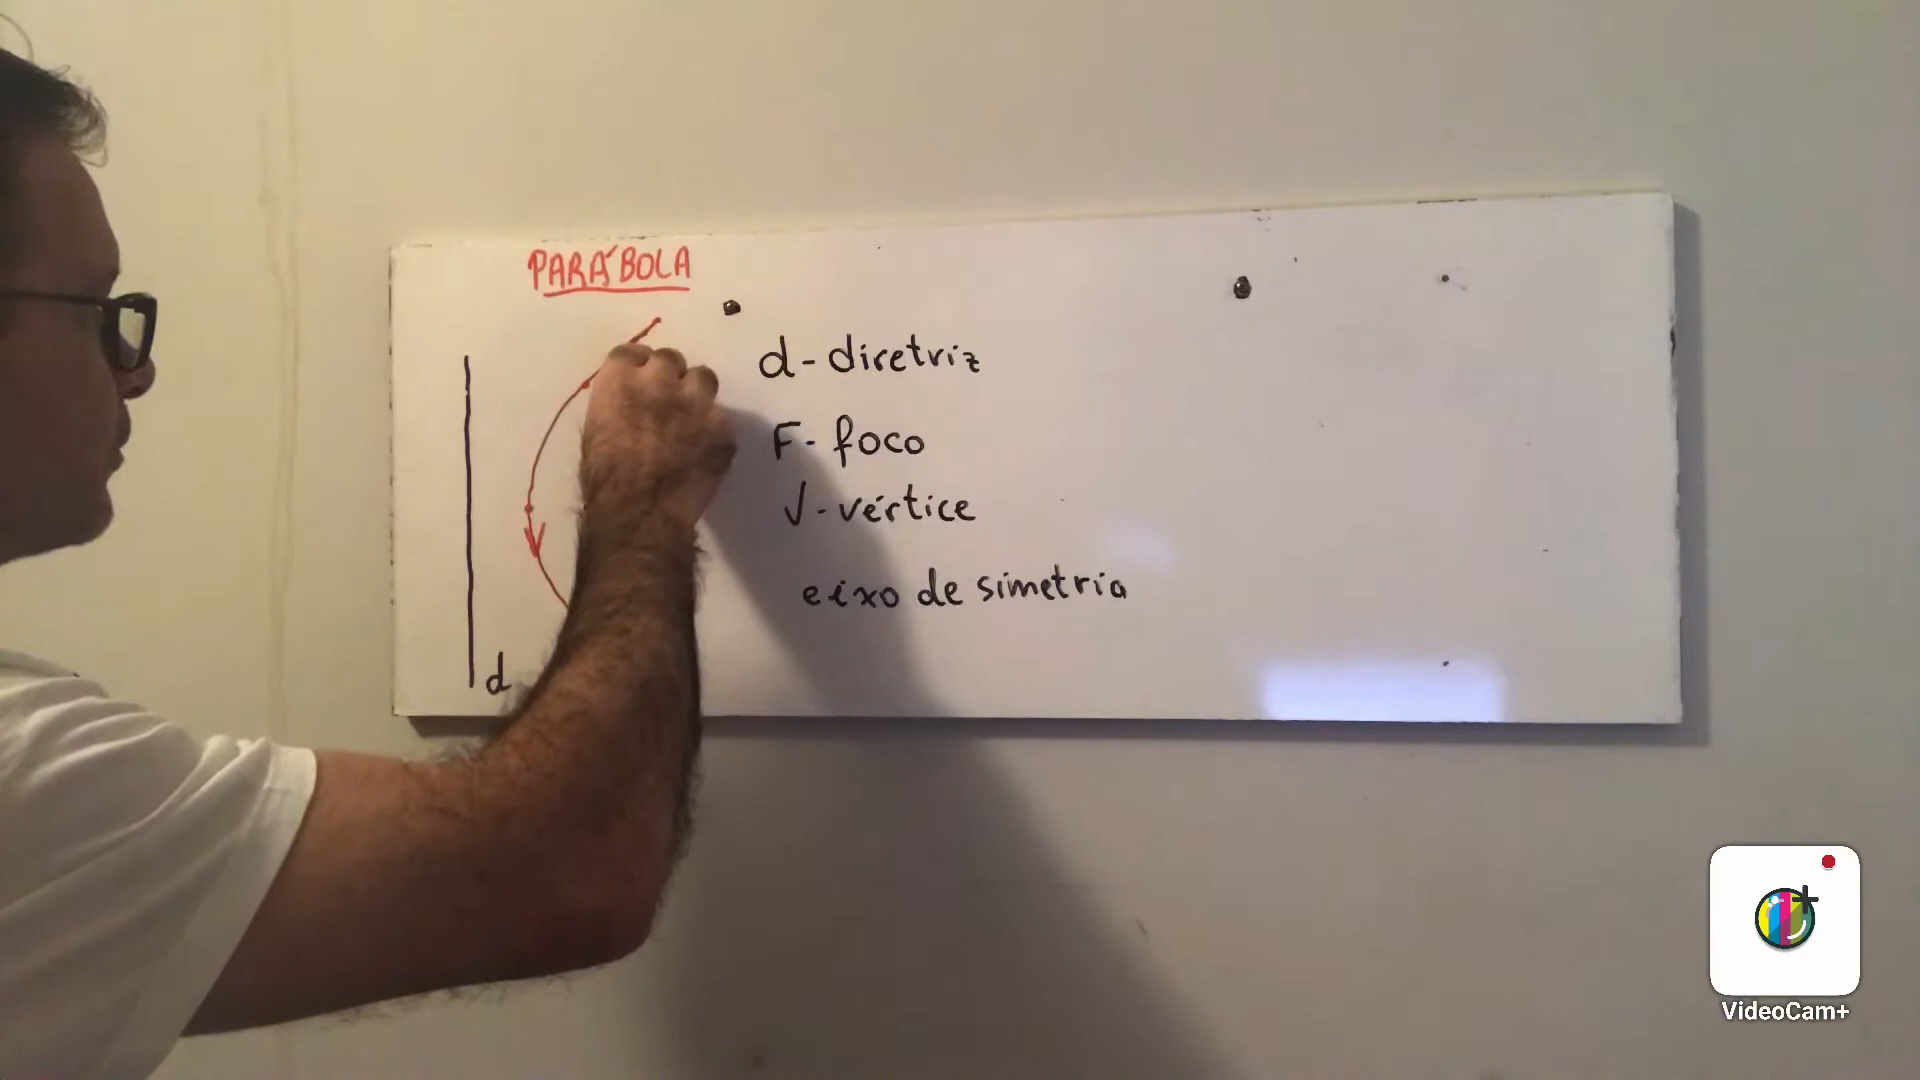 PARÁBOLA
d - diretriz
F - foco
V - vértice
eixo de simetria
d
VideoCam+